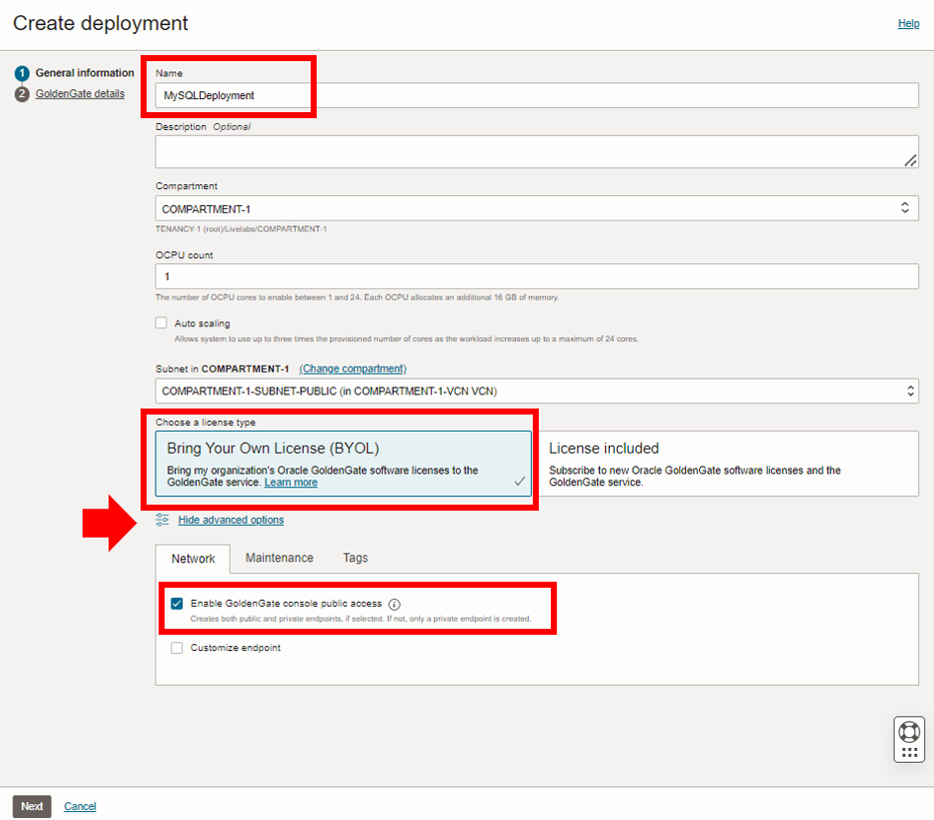 Create deployment
Help
1 General information
2 GoldenGate details
Name
MySQLDeployment
Description Optional
Compartment
COMPARTMENT-1
TENANCY-1 (root)/Livelabs/COMPARTMENT-1
OCPU count
1
The number of OCPU cores to enable between 1 and 24. Each OCPU allocates an additional 16 GB of memory.
Auto scaling
Allows system to use up to three times the provisioned number of cores as the workload increases up to a maximum of 24 cores.
Subnet in COMPARTMENT-1 (Change compartment)
COMPARTMENT-1-SUBNET-PUBLIC (in COMPARTMENT-1-VCN VCN)
Choose a license type
Bring Your Own License (BYOL)
Bring my organization's Oracle GoldenGate software licenses to the
GoldenGate service. Learn more
License included
Subscribe to new Oracle GoldenGate software licenses and the
GoldenGate service.
Hide advanced options
Network Maintenance Tags
Enable GoldenGate console public access
Creates both public and private endpoints, if selected. If not, only a private endpoint is created.
Customize endpoint
Next Cancel